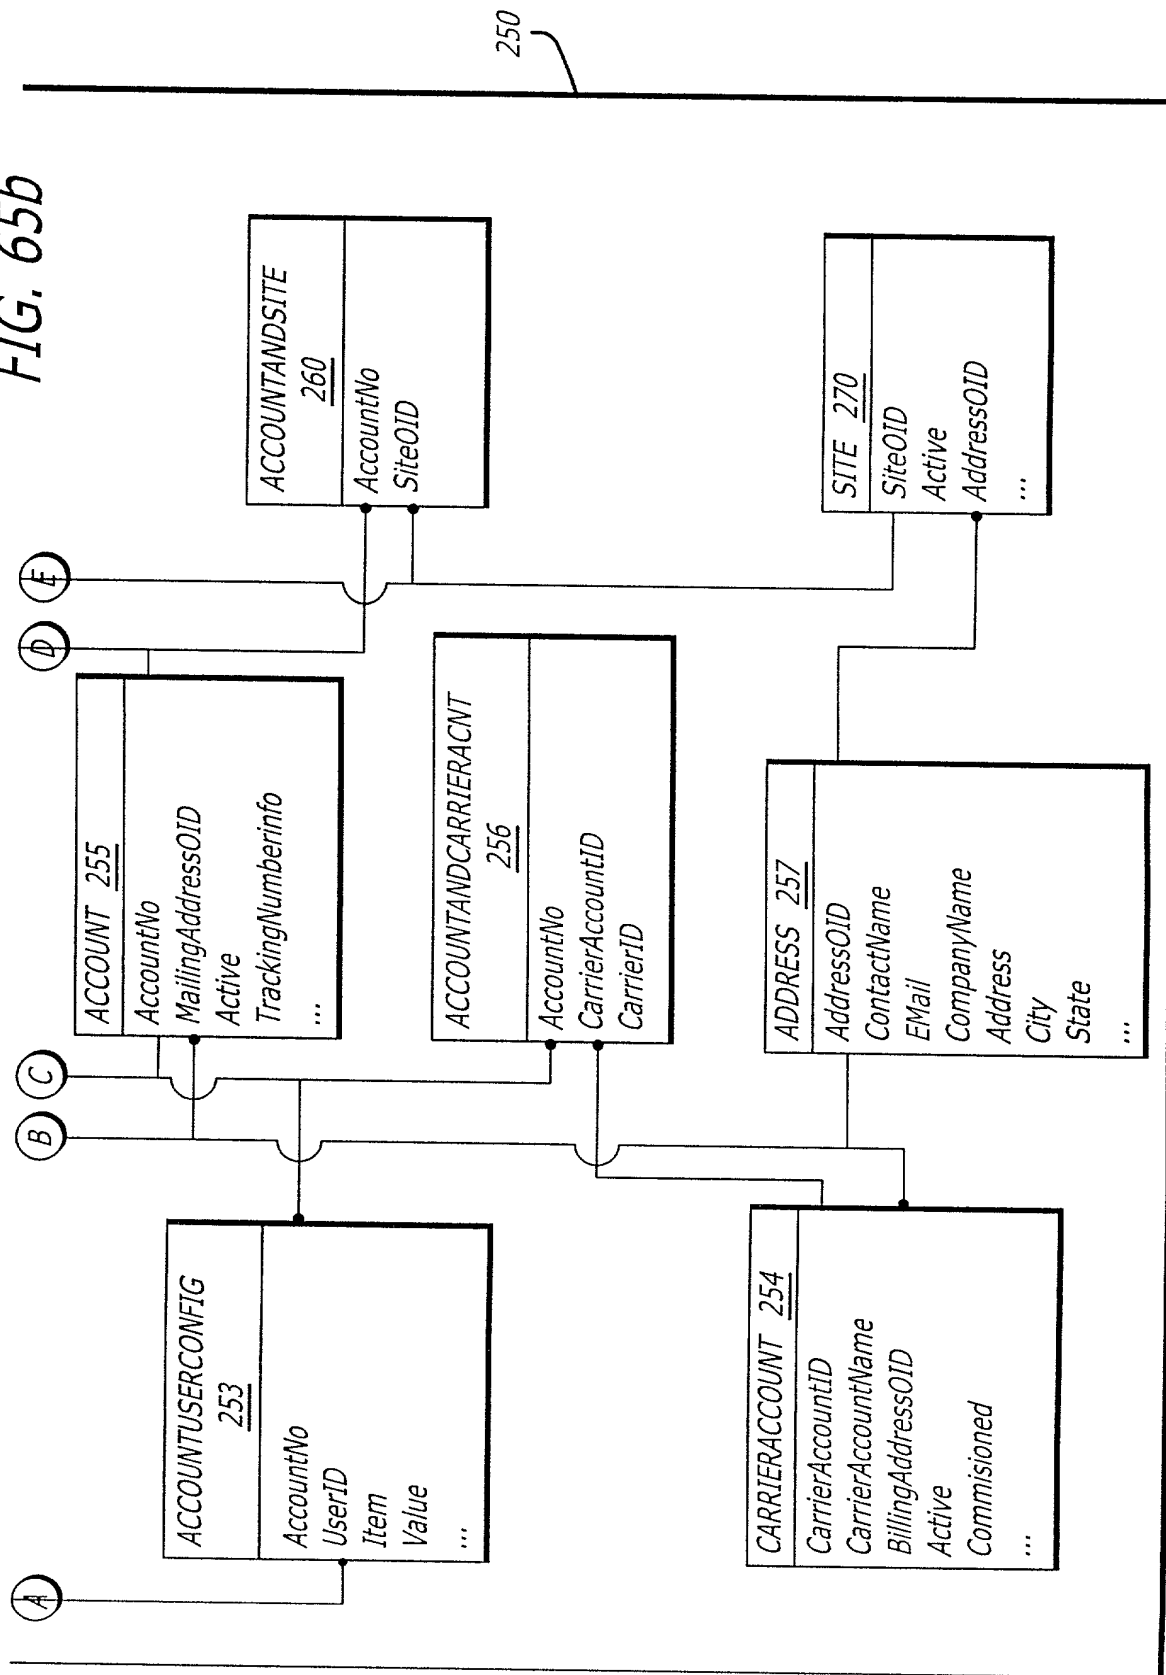 FIG. 65b
250
A
B
C
D
E
ACCOUNTUSERCONFIG
253
AccountNo
UserID
Item
Value
...
ACCOUNT 255
AccountNo
MailingAddressOID
Active
TrackingNumberinfo
...
ACCOUNTANDSITE
260
AccountNo
SiteOID
ACCOUNTANDCARRIERACNT
256
AccountNo
CarrierAccountID
CarrierID
CARRIERACCOUNT 254
CarrierAccountID
CarrierAccountName
BillingAddressOID
Active
Commisioned
...
ADDRESS 257
AddressOID
ContactName
EMail
CompanyName
Address
City
State
...
SITE 270
SiteOID
Active
AddressOID
...